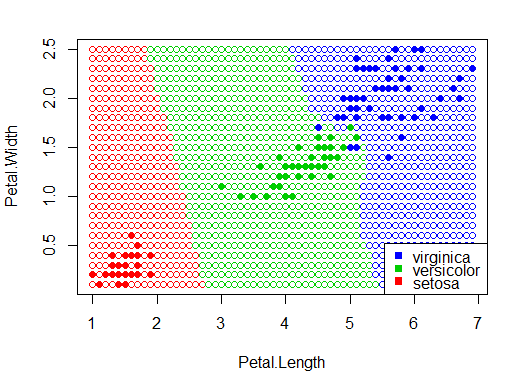 2.5
2.0
1.5
1.0
0.5
Petal.Width
virginica
versicolor
setosa
1 2 3 4 5 6 7
Petal.Length